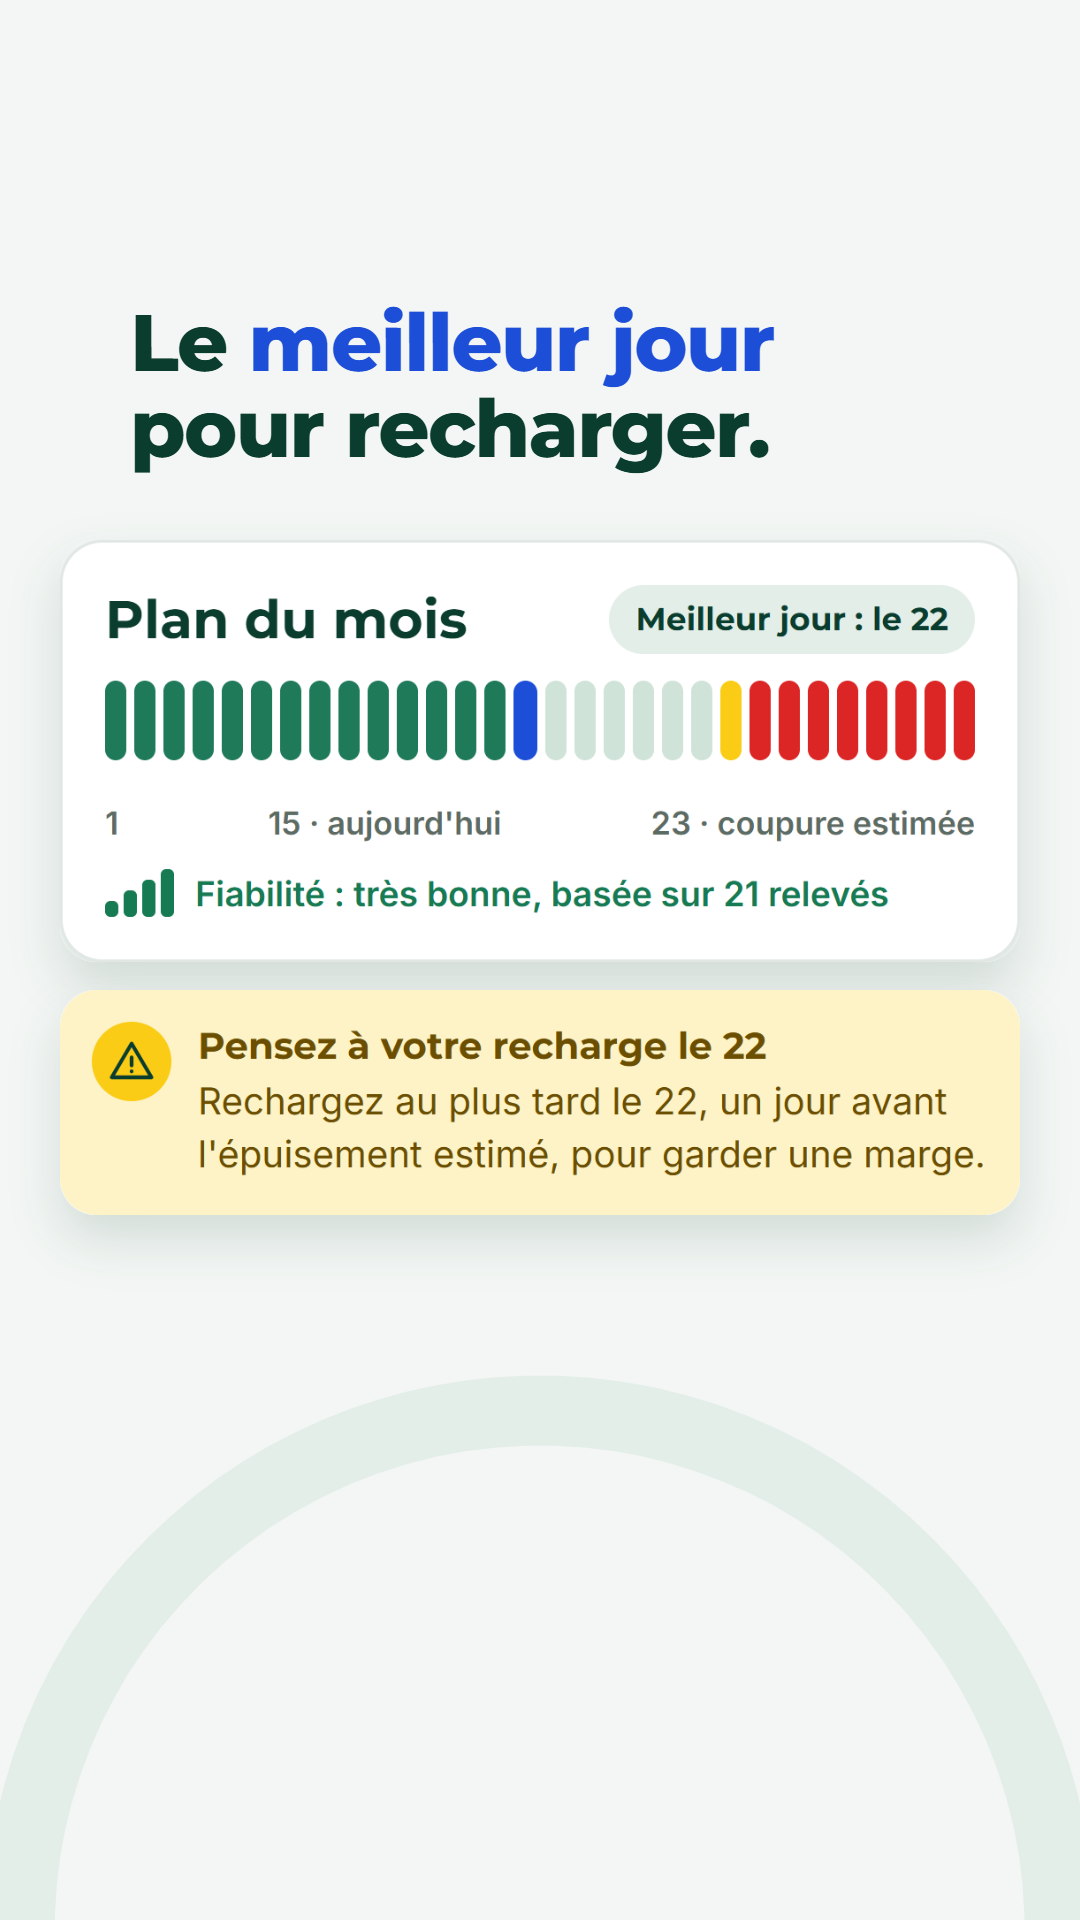 Le meilleur jour
pour recharger.
Plan du mois
Meilleur jour : le 22
1
15 · aujourd'hui
23 · coupure estimée
Fiabilité : très bonne, basée sur 21 relevés
Pensez à votre recharge le 22
Rechargez au plus tard le 22, un jour avant
l'épuisement estimé, pour garder une marge.